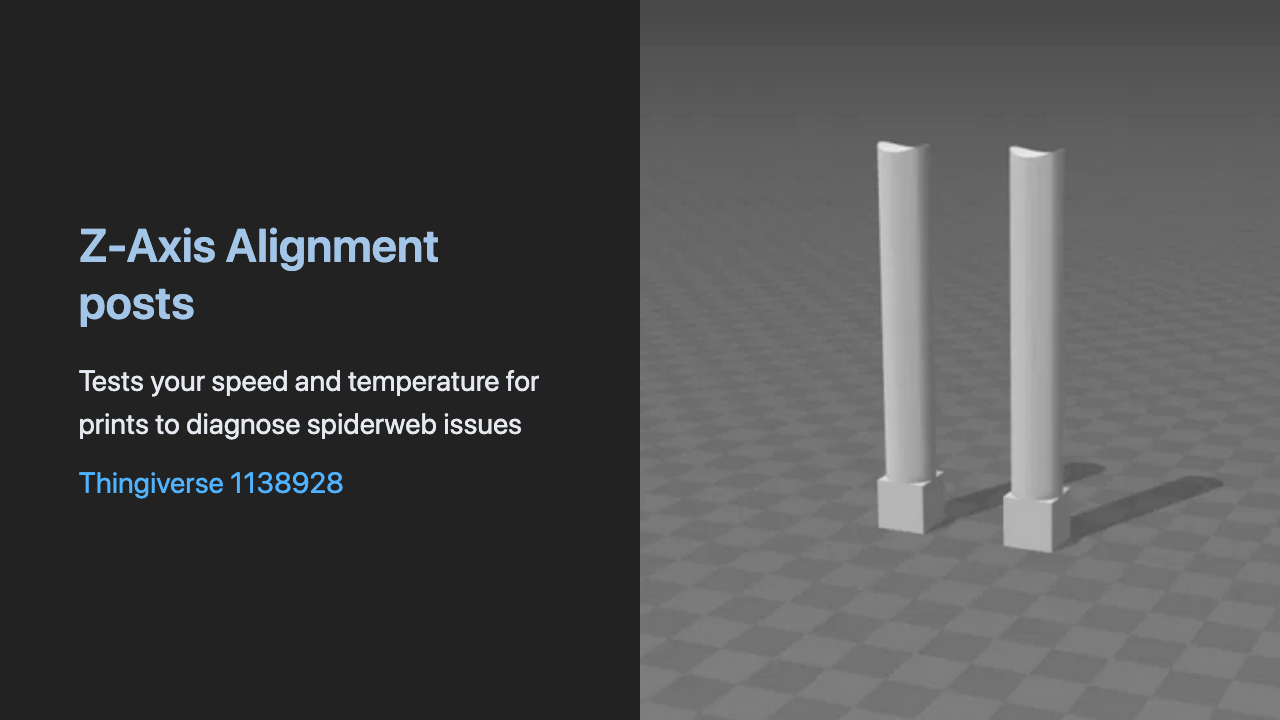 Z-Axis Alignment
posts
Tests your speed and temperature for
prints to diagnose spiderweb issues
Thingiverse 1138928